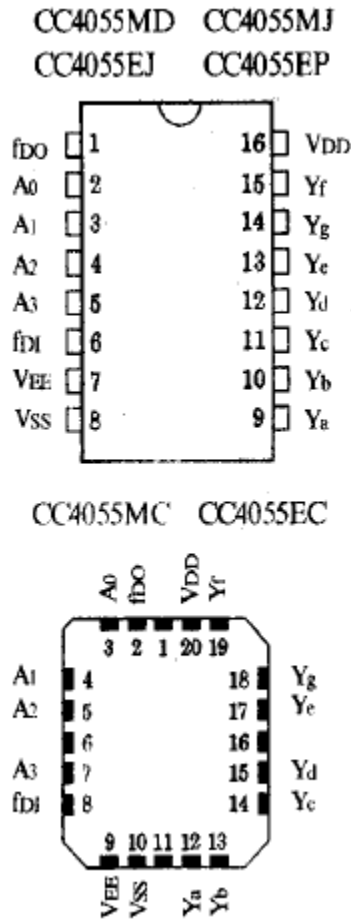 CC4055MD CC4055MJ
CC4055EJ CC4055EP
fDO 1 16 VDD
A0 2 15 Yf
A1 3 14 Yg
A2 4 13 Ye
A3 5 12 Yd
fDI 6 11 Yc
VEE 7 10 Yb
VSS 8 9 Ya
CC4055MC CC4055EC
A0 fDO VDD Yf
3 2 1 20 19
A1 4 18 Yg
A2 5 17 Ye
6 16
A3 7 15 Yd
fDI 8 14 Yc
9 10 11 12 13
VEE VSS Ya Yb